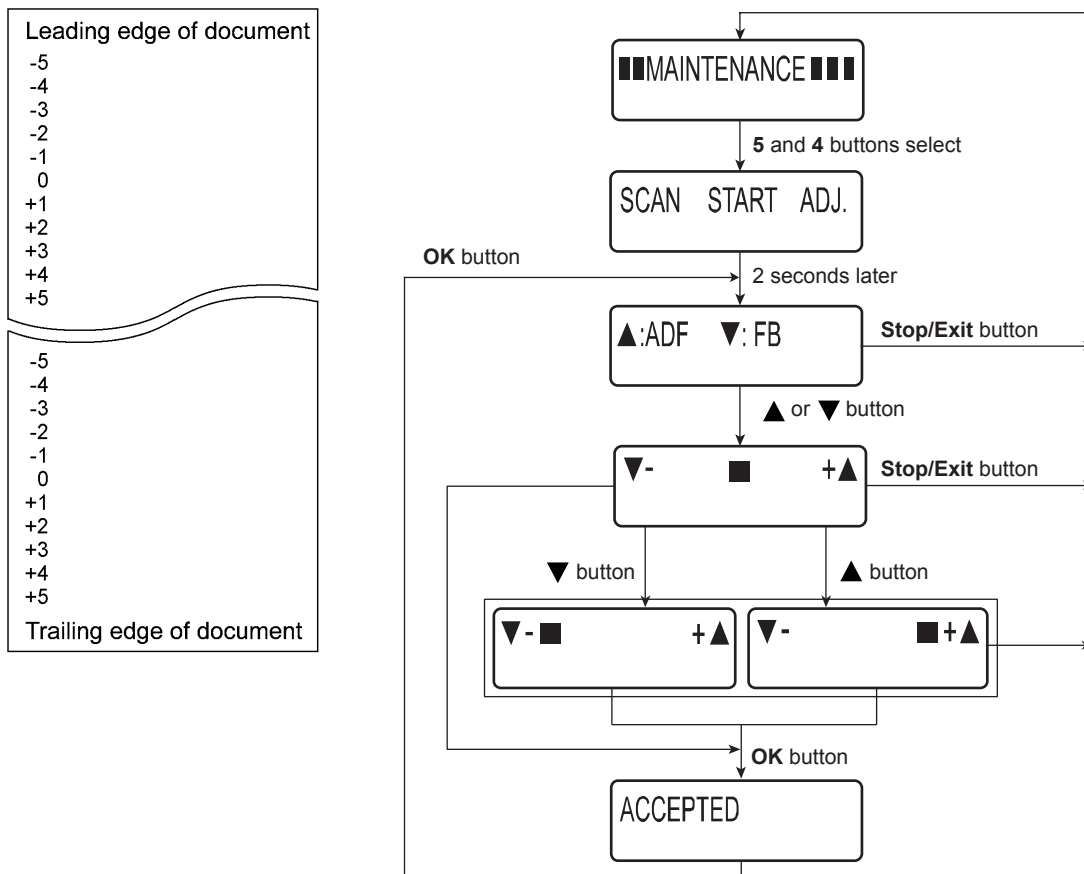 Leading edge of document
-5
-4
-3
-2
-1
0
+1
+2
+3
+4
+5
-5
-4
-3
-2
-1
0
+1
+2
+3
+4
+5
Trailing edge of document
■■MAINTENANCE■■■
5 and 4 buttons select
SCAN START ADJ.
OK button
2 seconds later
▲:ADF ▼: FB
Stop/Exit button
▲ or ▼ button
▼- ■ +▲
Stop/Exit button
▼ button
▲ button
▼-■ +▲
▼- ■+▲
OK button
ACCEPTED